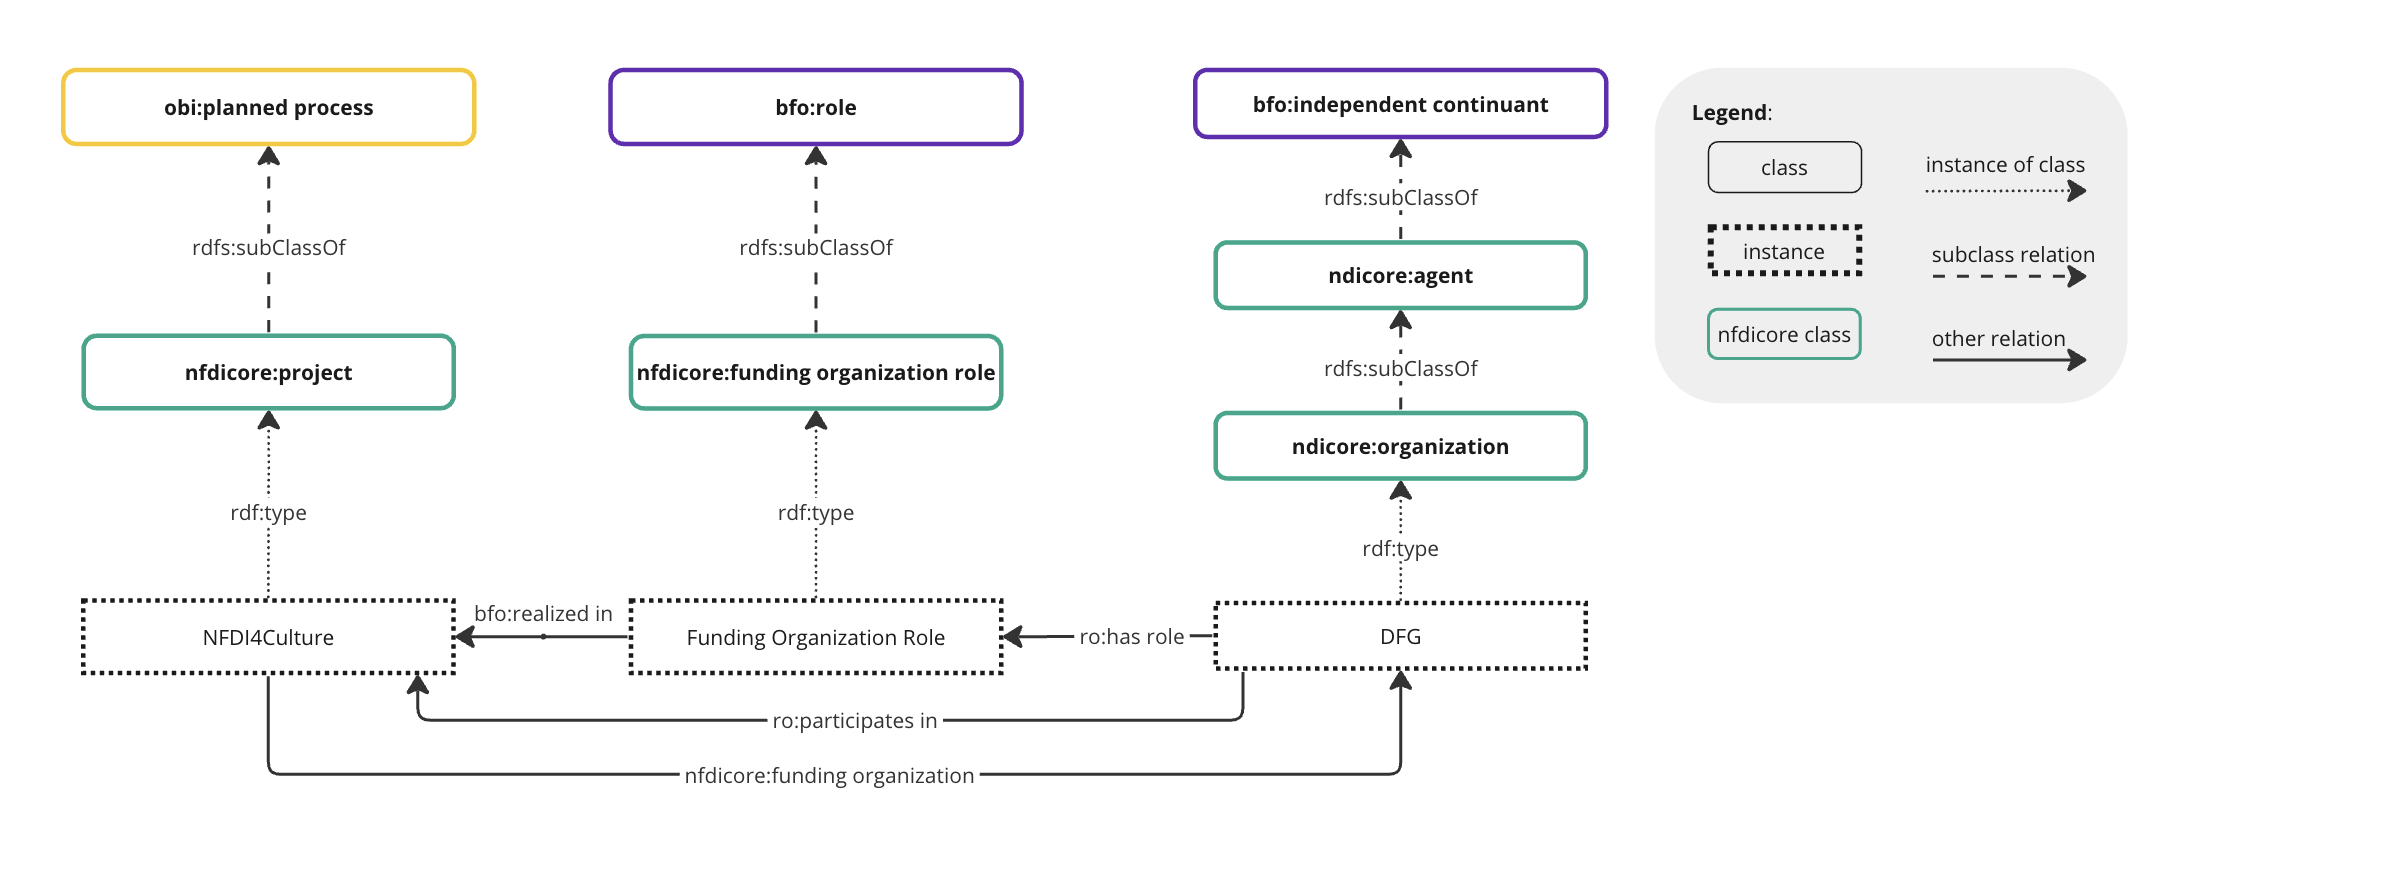 obi:planned process
bfo:role
bfo:independent continuant
Legend:
class
instance of class
rdfs:subClassOf
rdfs:subClassOf
rdfs:subClassOf
instance
subclass relation
ndicore:agent
nfdicore class
other relation
rdfs:subClassOf
nfdicore:project
nfdicore:funding organization role
ndicore:organization
rdf:type
rdf:type
rdf:type
bfo:realized in
NFDI4Culture
Funding Organization Role
ro:has role
DFG
ro:participates in
nfdicore:funding organization